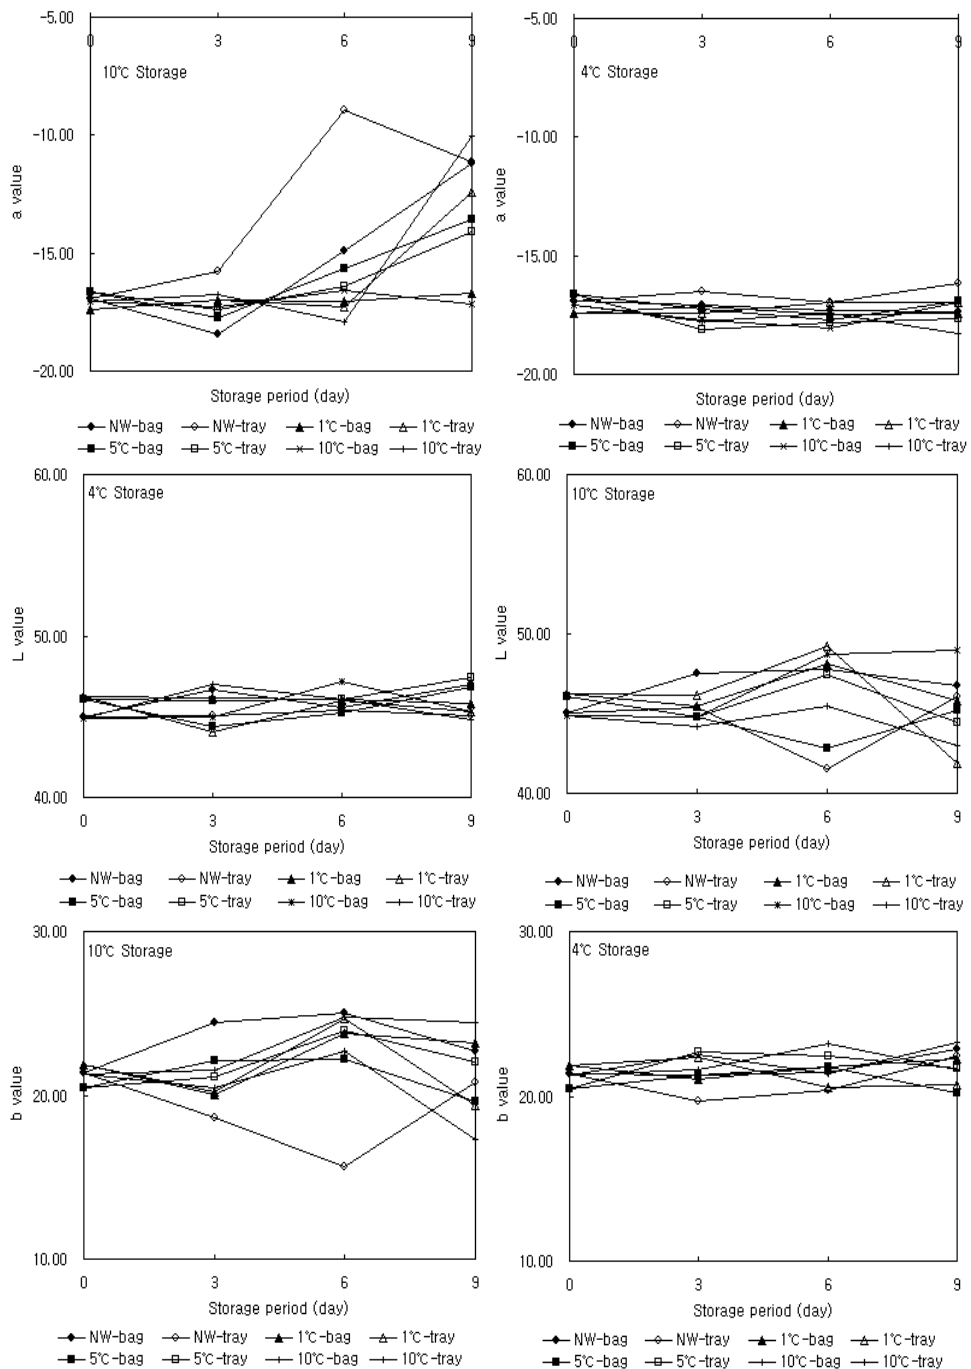 -5.00
0 3 6 9
10℃ Storage
-10.00
a value
-15.00
-20.00
Storage period (day)
NW-bag NW-tray 1℃-bag 1℃-tray
5℃-bag 5℃-tray 10℃-bag 10℃-tray
-5.00
0 3 6 9
4℃ Storage
-10.00
a value
-15.00
-20.00
Storage period (day)
NW-bag NW-tray 1℃-bag 1℃-tray
5℃-bag 5℃-tray 10℃-bag 10℃-tray
60.00
4℃ Storage
L value
50.00
40.00
0 3 6 9
Storage period (day)
NW-bag NW-tray 1℃-bag 1℃-tray
5℃-bag 5℃-tray 10℃-bag 10℃-tray
60.00
10℃ Storage
L value
50.00
40.00
0 3 6 9
Storage period (day)
NW-bag NW-tray 1℃-bag 1℃-tray
5℃-bag 5℃-tray 10℃-bag 10℃-tray
30.00
10℃ Storage
b value
20.00
10.00
0 3 6 9
Storage period (day)
NW-bag NW-tray 1℃-bag 1℃-tray
5℃-bag 5℃-tray 10℃-bag 10℃-tray
30.00
4℃ Storage
b value
20.00
10.00
0 3 6 9
Storage period (day)
NW-bag NW-tray 1℃-bag 1℃-tray
5℃-bag 5℃-tray 10℃-bag 10℃-tray